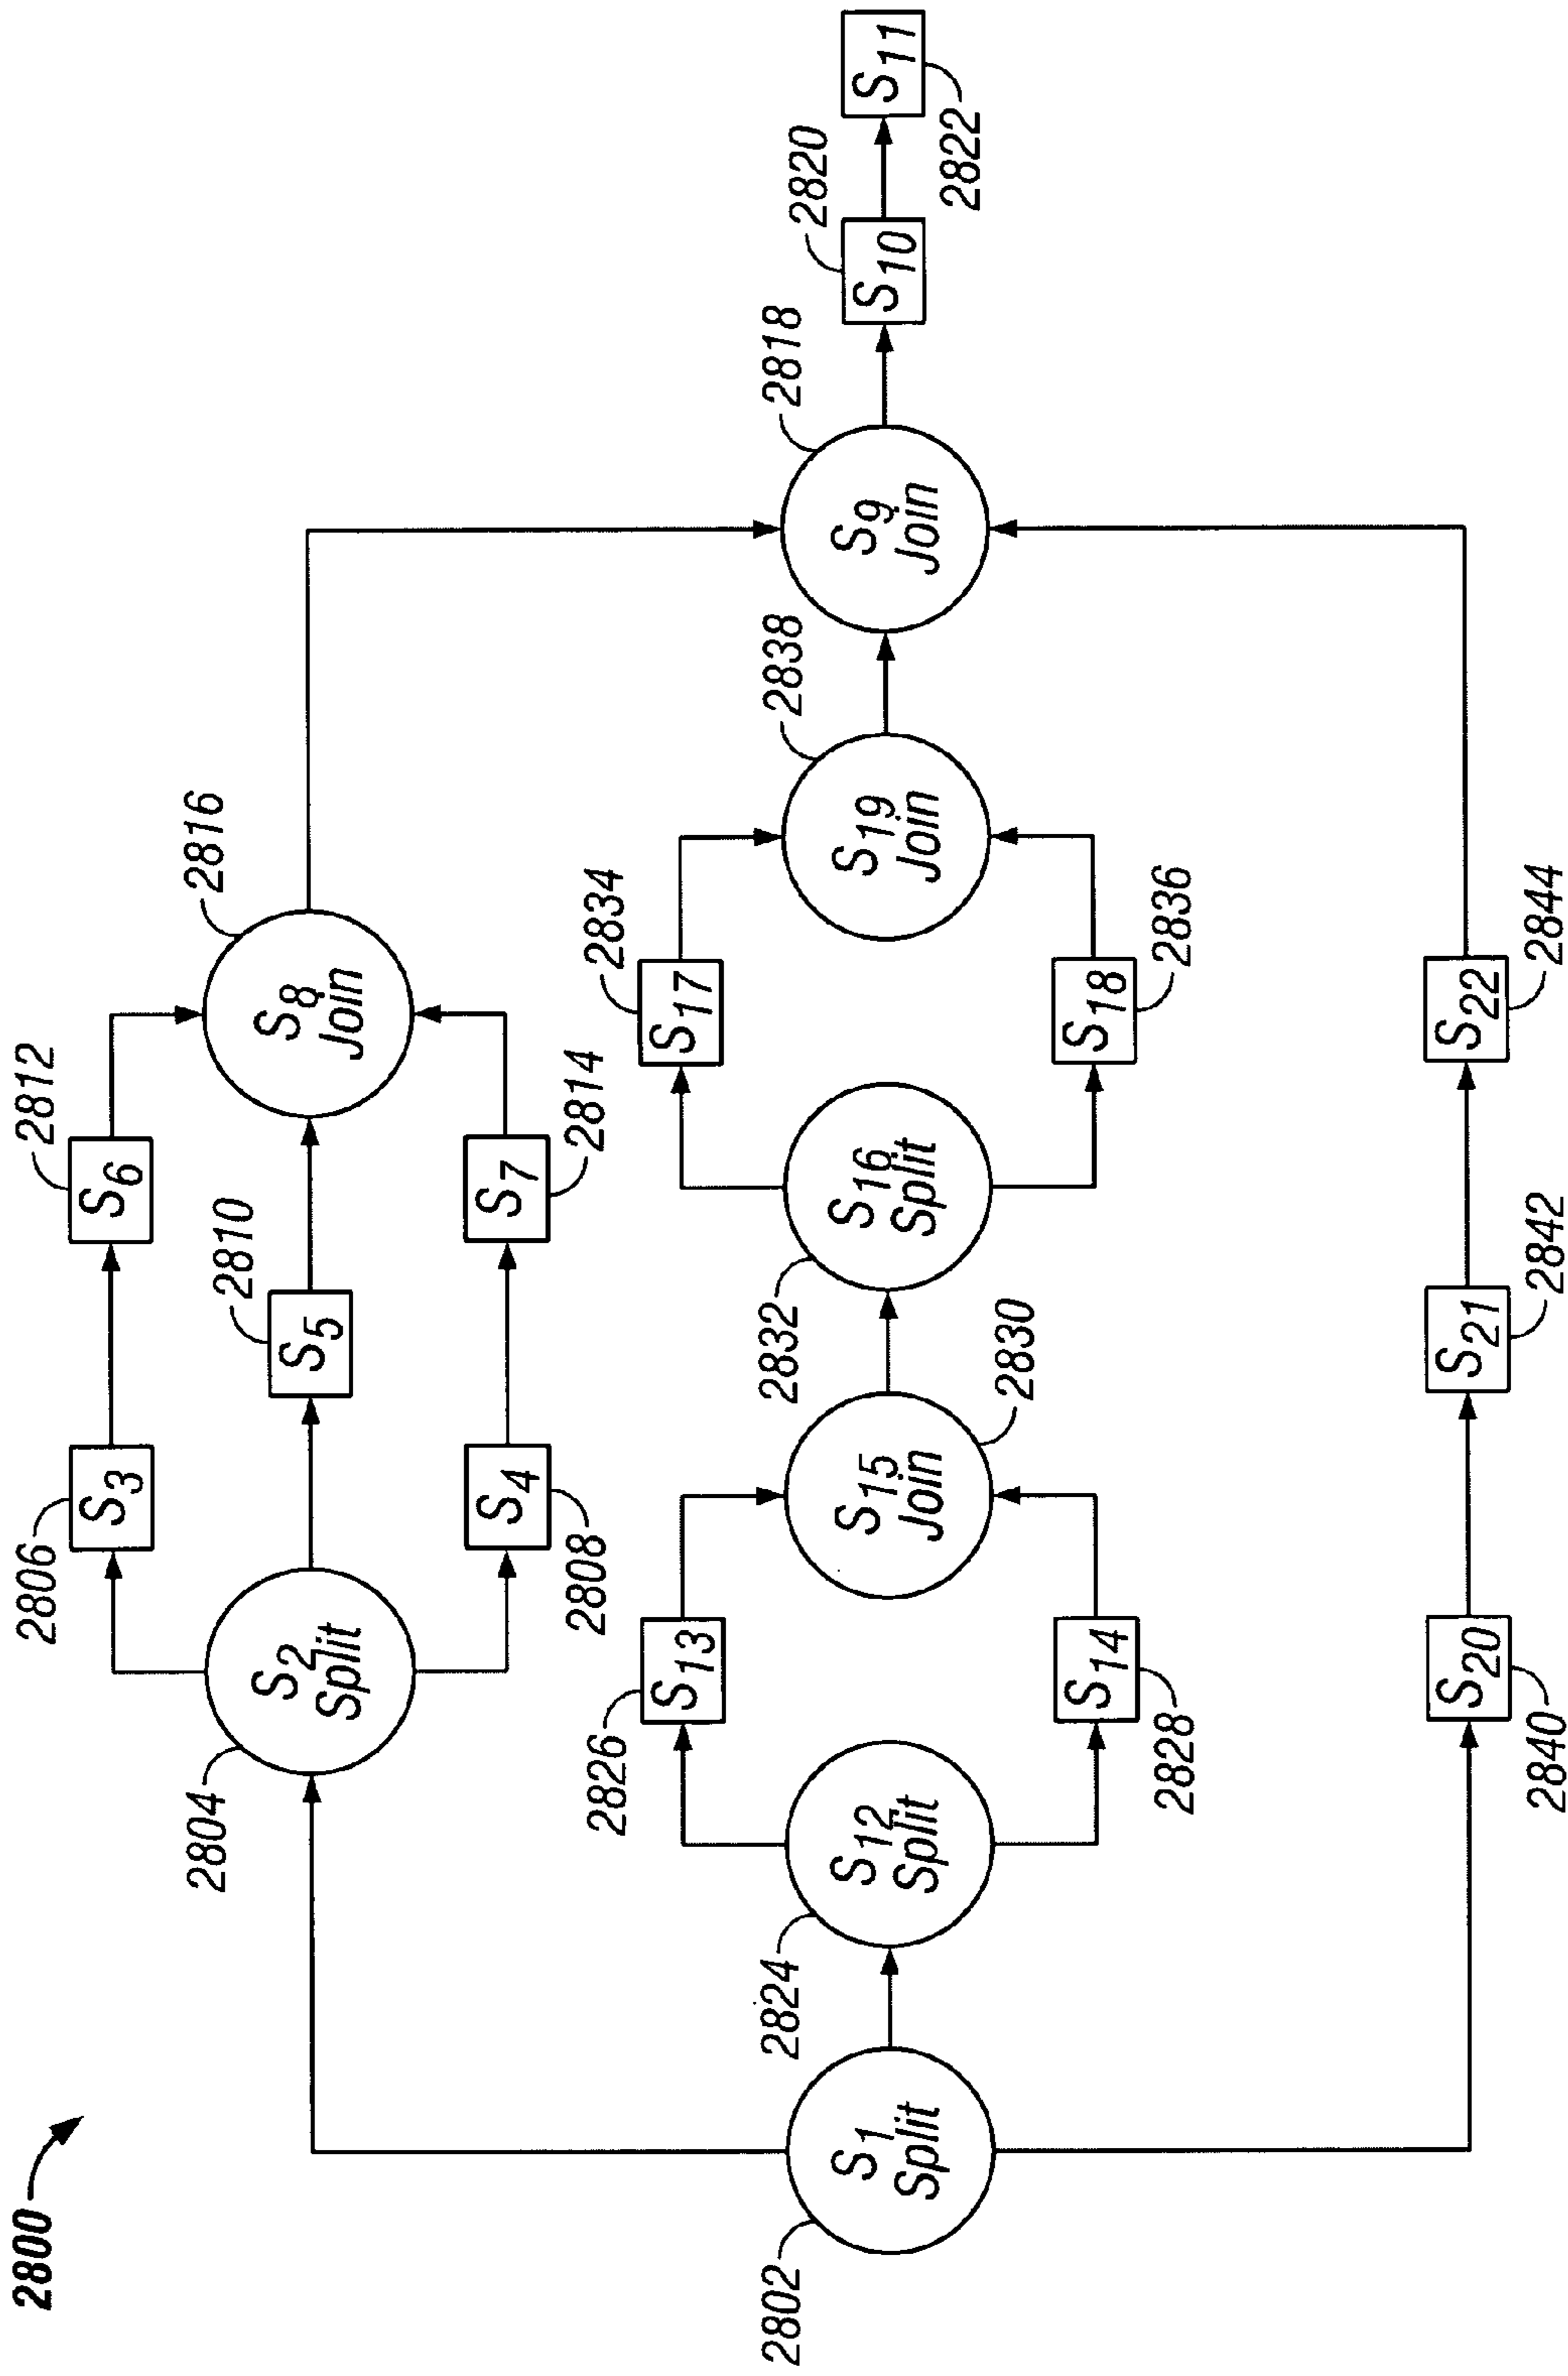 2800
2802
S1
Split
2804
S2
Split
2806
S3
2812
S6
2810
S5
2808
S4
2814
S7
2816
S8
Join
2824
S12
Split
2826
S13
2828
S14
2830
S15
Join
2832
S16
Split
2834
S17
2836
S18
2838
S19
Join
2818
S9
Join
2820
S10
2822
S11
2840
S20
2842
S21
2844
S22